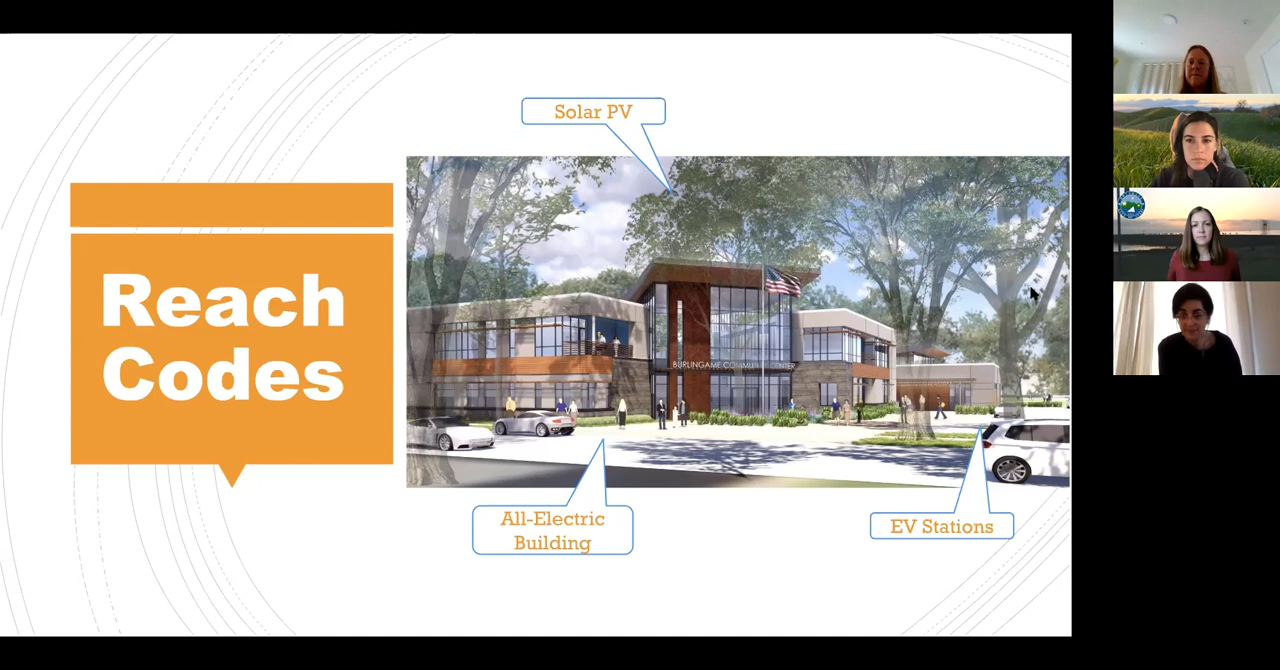 Solar PV
Reach
Codes
BURLINGAME COMMUNITY CENTER
All-Electric
Building
EV Stations